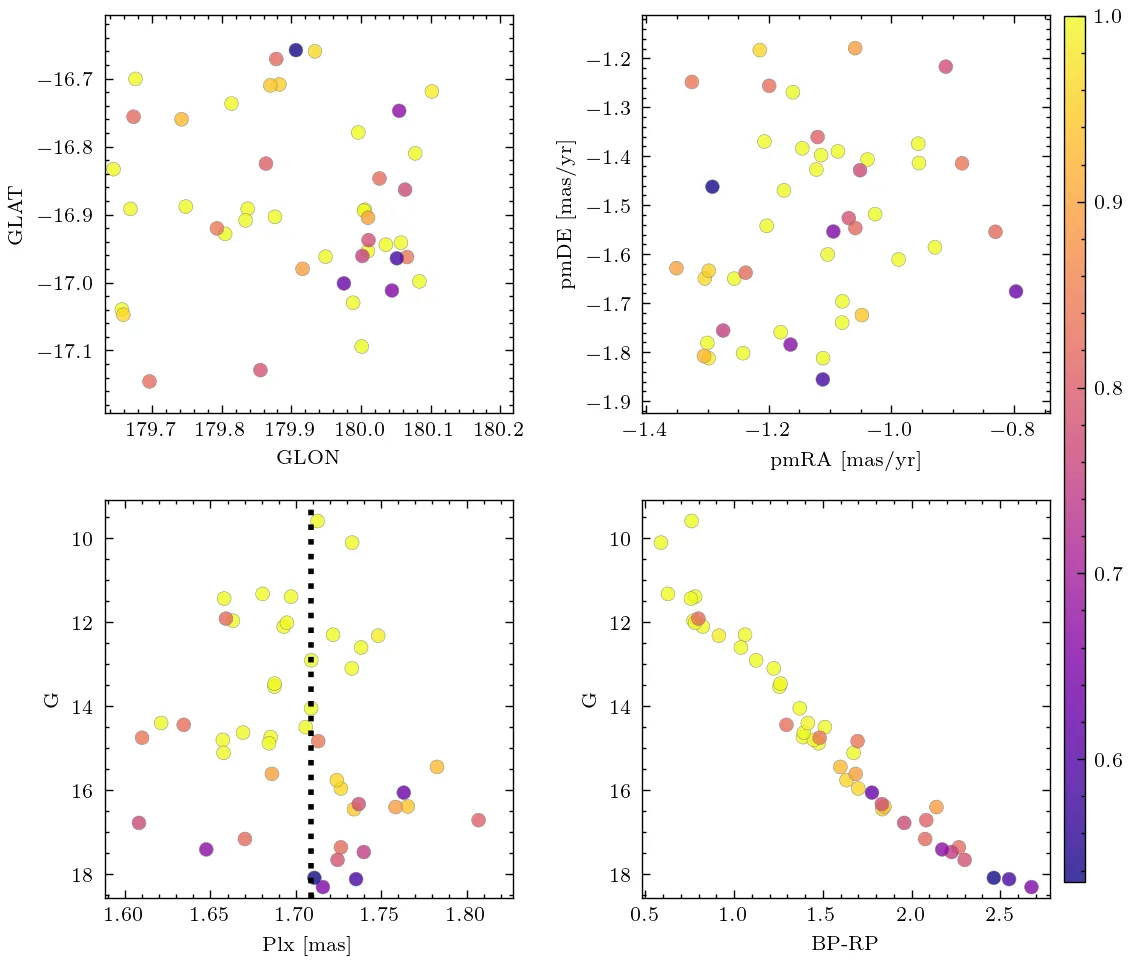 −16.7
−16.8
−16.9
−17.0
−17.1
GLAT
179.7 179.8 179.9 180.0 180.1 180.2
GLON
−1.2
−1.3
−1.4
−1.5
−1.6
−1.7
−1.8
−1.9
pmDE [mas/yr]
−1.4 −1.2 −1.0 −0.8
pmRA [mas/yr]
10
12
14
16
18
G
1.60 1.65 1.70 1.75 1.80
Plx [mas]
10
12
14
16
18
G
0.5 1.0 1.5 2.0 2.5
BP-RP
1.0
0.9
0.8
0.7
0.6